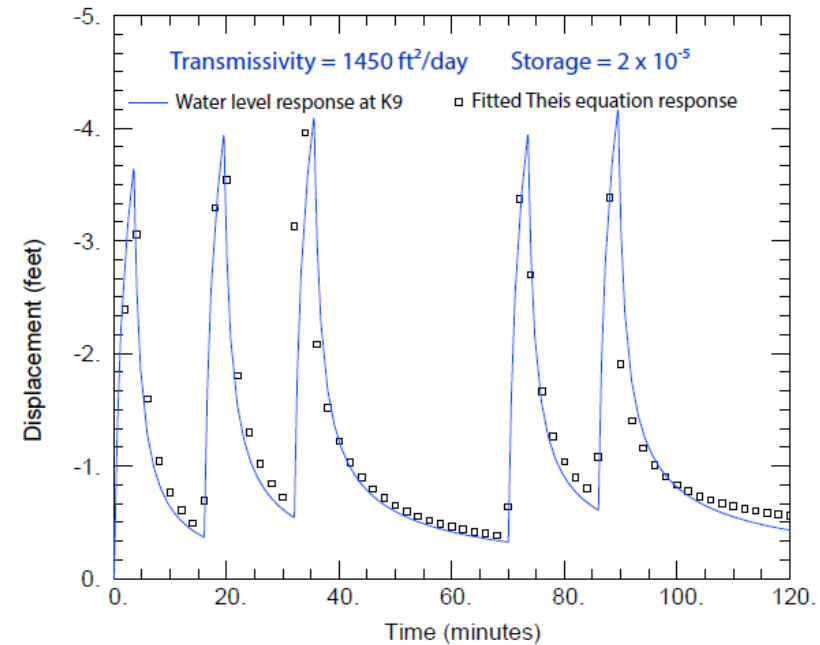 -5.
Transmissivity = 1450 ft²/day Storage = 2 x 10⁻⁵
Water level response at K9 Fitted Theis equation response
-4.
-3.
Displacement (feet)
-2.
-1.
0.
0. 20. 40. 60. 80. 100. 120.
Time (minutes)